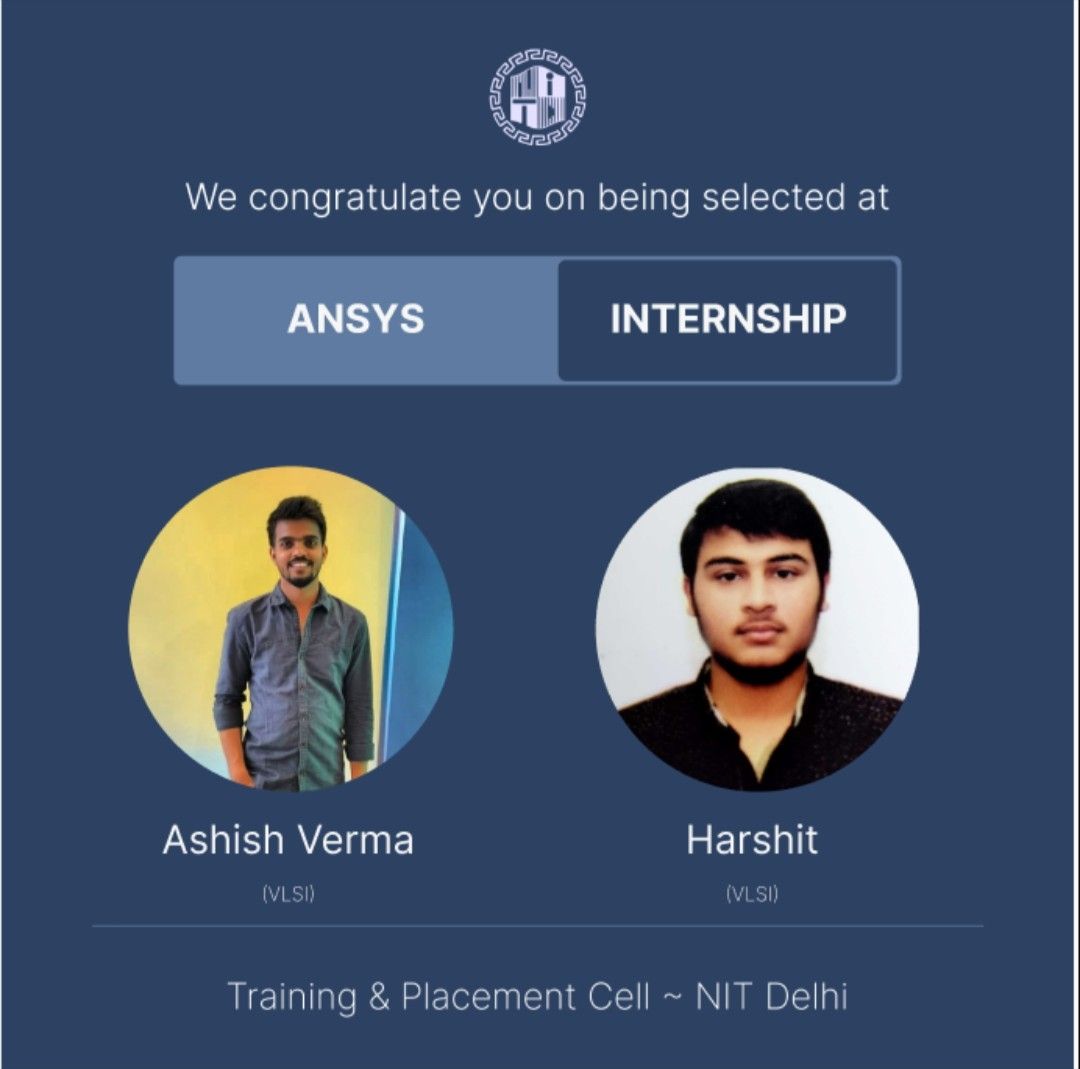 We congratulate you on being selected at
ANSYS INTERNSHIP
Ashish Verma Harshit
(VLSI) (VLSI)
Training & Placement Cell ~ NIT Delhi